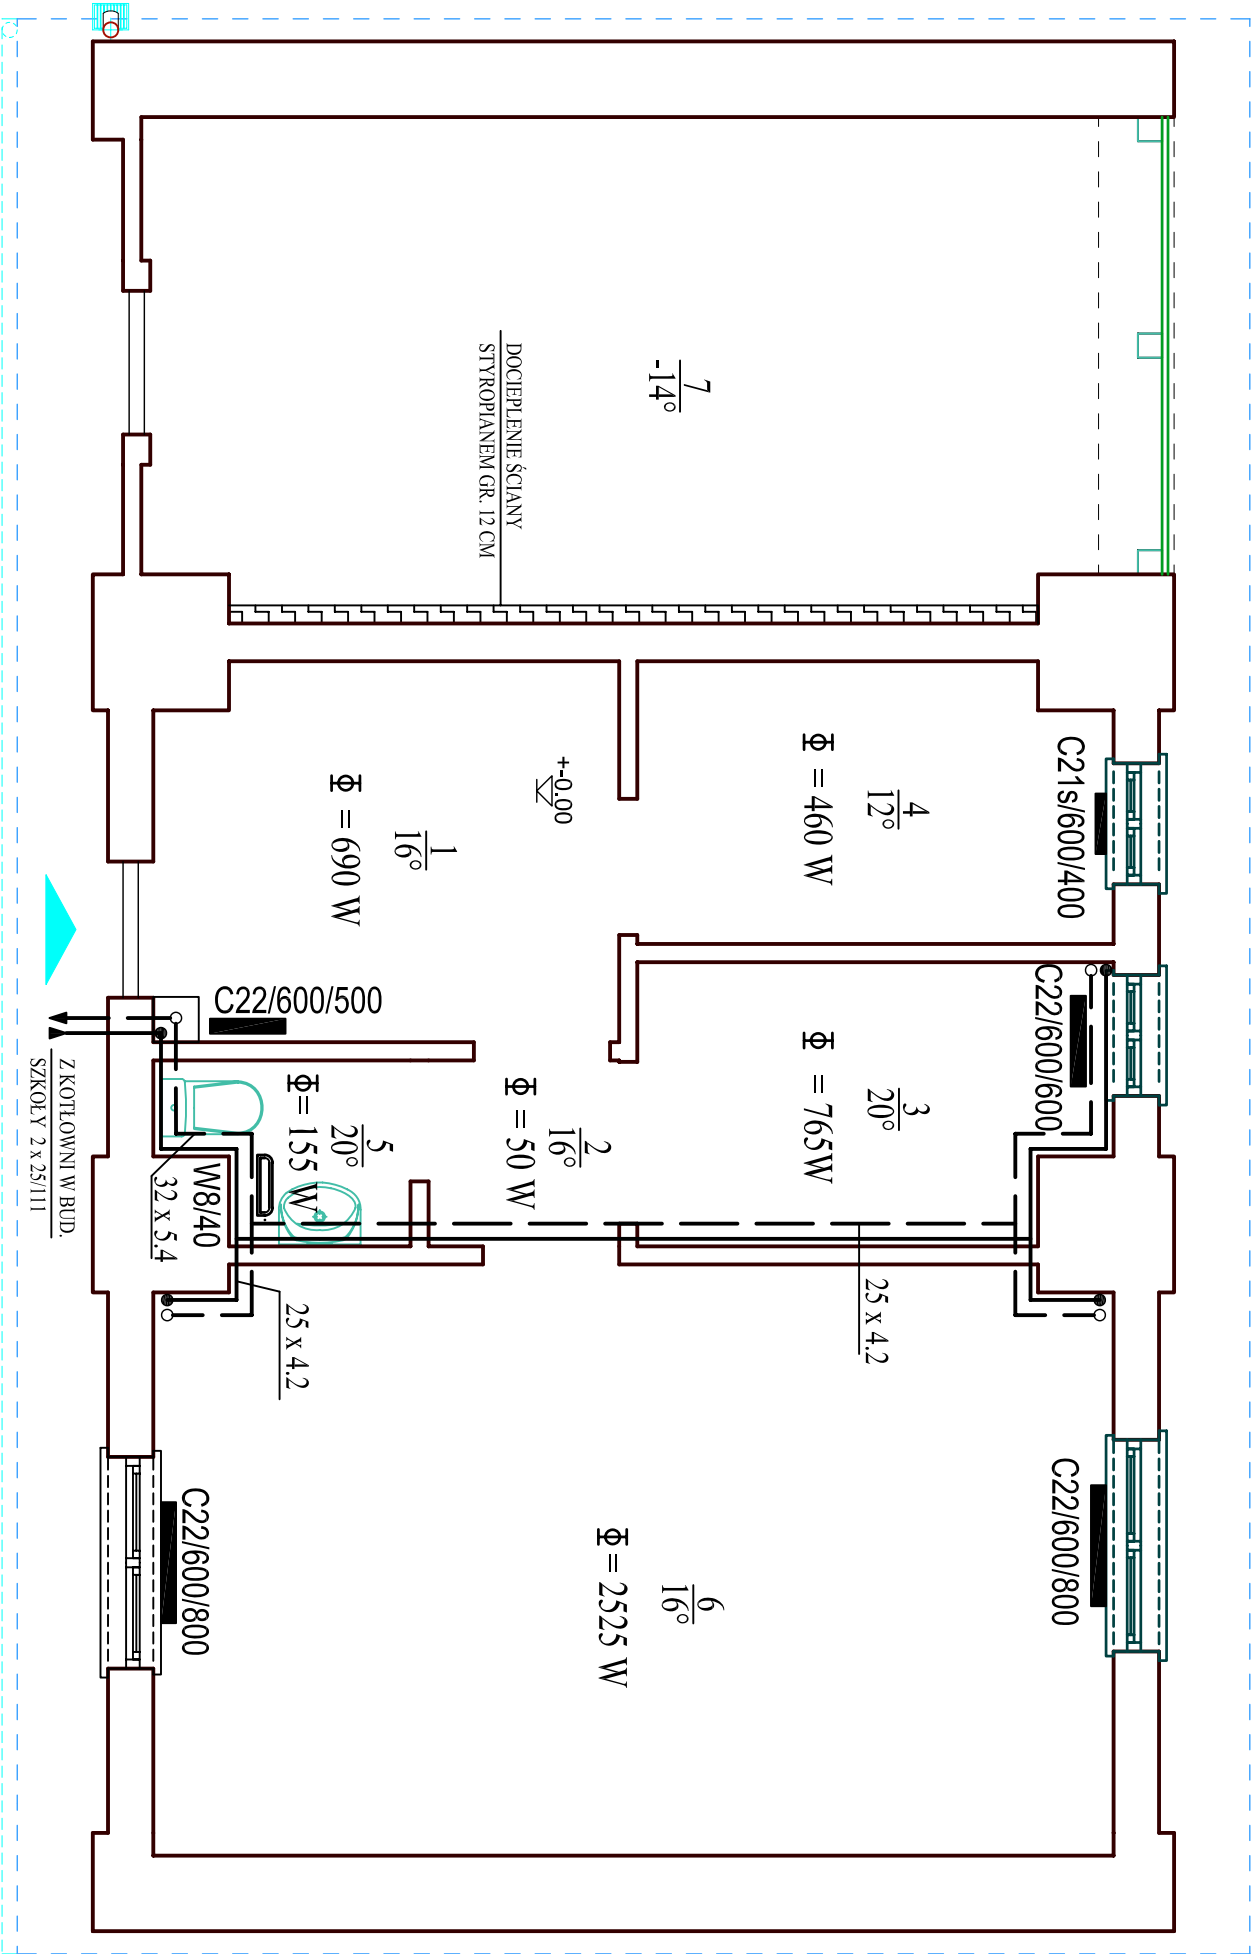 7
-14°
DOCIEPLENIE ŚCIANY
STYROPIANEM GR. 12 CM
C21s/600/400
4
12°
Φ = 460 W
+-0.00
1
16°
Φ = 690 W
C22/600/600
3
20°
Φ = 765W
2
16°
Φ = 50 W
5
20°
Φ= 155 W
C22/600/500
W8/40
32 x 5.4
Z KOTŁOWNI W BUD.
SZKOŁY 2 x 25/111
25 x 4.2
25 x 4.2
C22/600/800
6
16°
Φ = 2525 W
C22/600/800